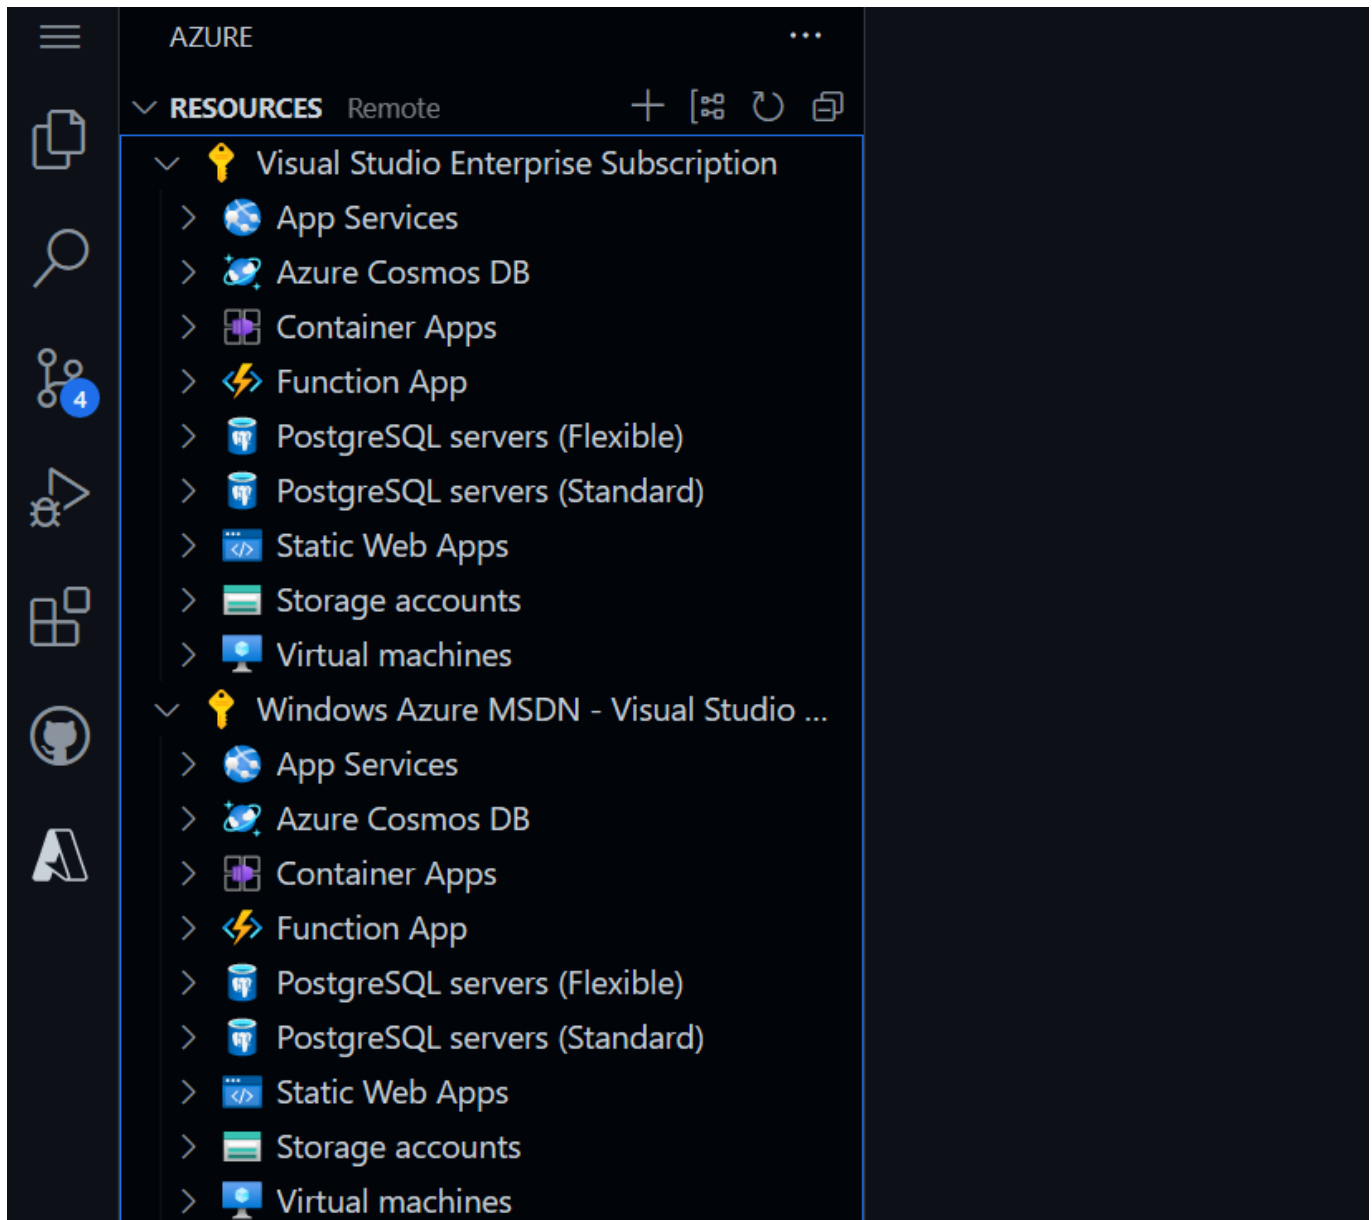 AZURE
RESOURCES Remote
Visual Studio Enterprise Subscription
App Services
Azure Cosmos DB
Container Apps
Function App
4
PostgreSQL servers (Flexible)
PostgreSQL servers (Standard)
Static Web Apps
Storage accounts
Virtual machines
Windows Azure MSDN - Visual Studio ...
App Services
Azure Cosmos DB
Container Apps
Function App
PostgreSQL servers (Flexible)
PostgreSQL servers (Standard)
Static Web Apps
Storage accounts
Virtual machines